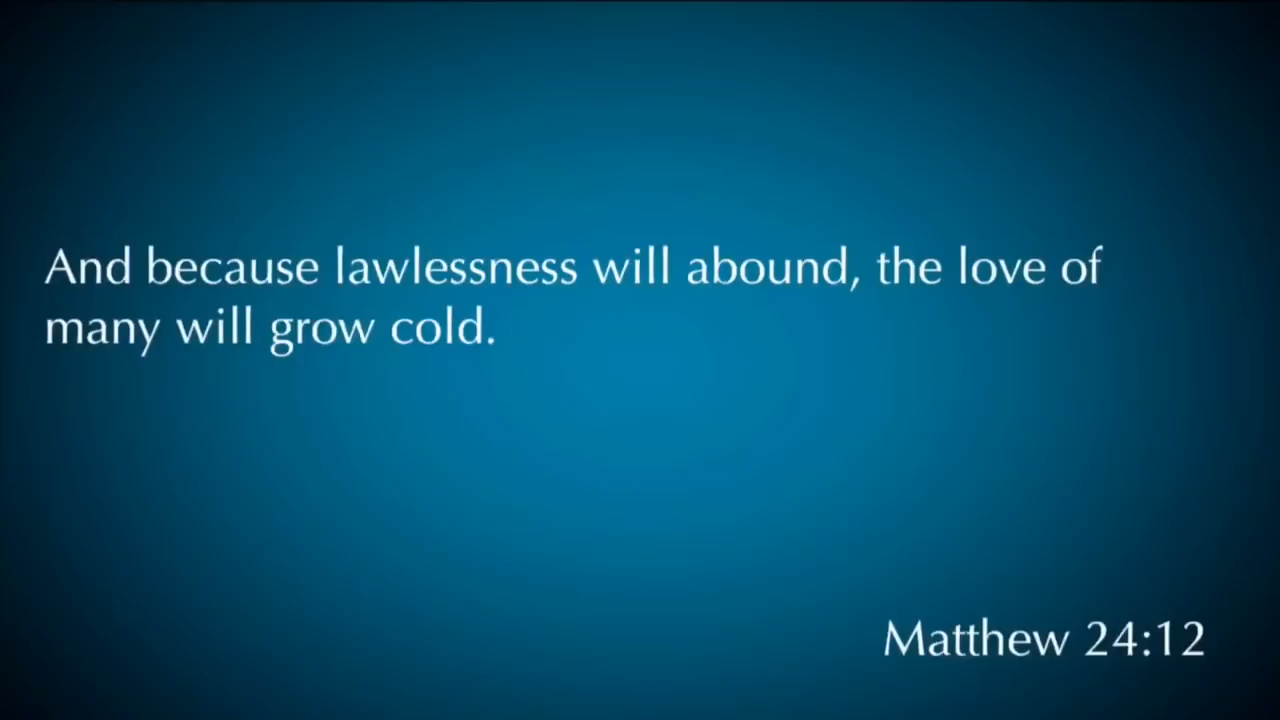 And because lawlessness will abound, the love of
many will grow cold.
Matthew 24:12